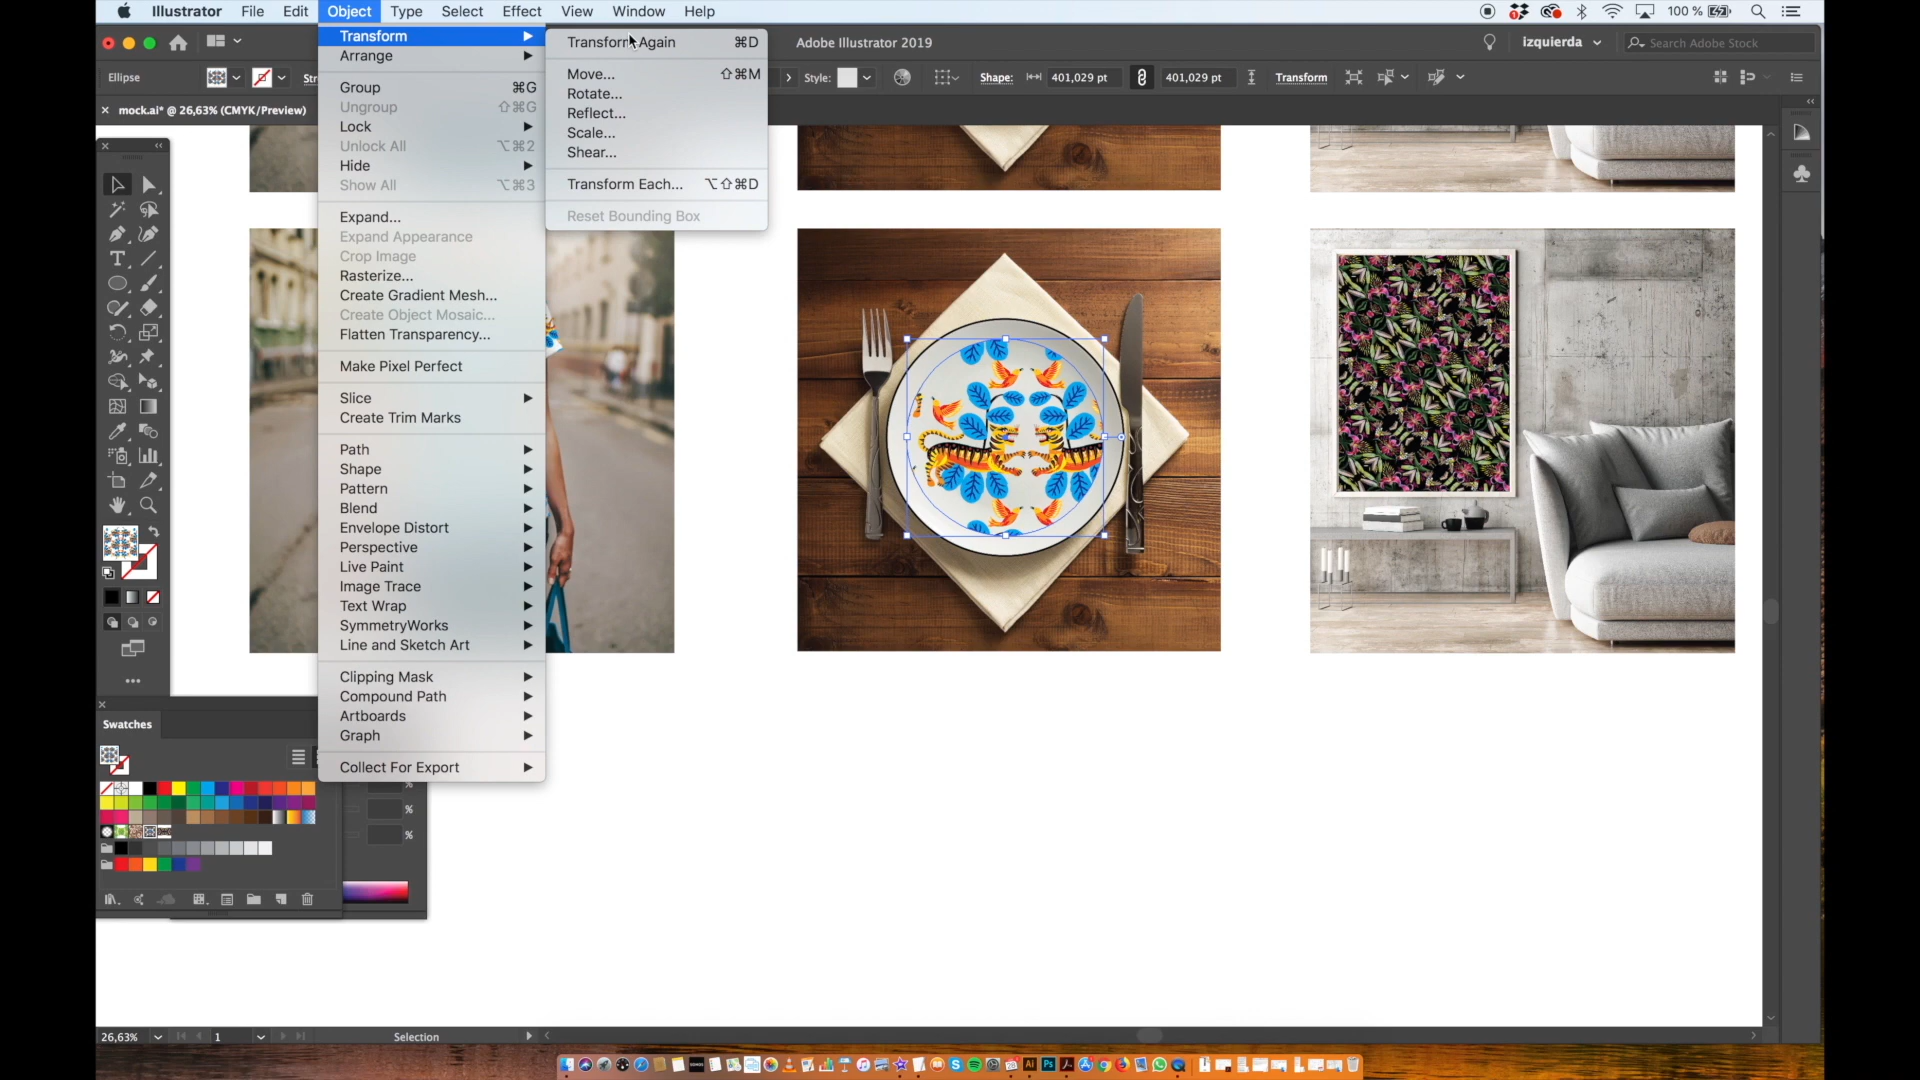 Illustrator File Edit Object Type Select Effect View Window Help
100 %
Adobe Illustrator 2019
izquierda
Search Adobe Stock
Ellipse
Style:
Shape:
401,029 pt
401,029 pt
Transform
mock.ai* @ 26,63% (CMYK/Preview)
Transform
Arrange
Group ⌘G
Ungroup ⇧⌘G
Lock
Unlock All ⌥⌘2
Hide
Show All ⌥⌘3
Expand...
Expand Appearance
Crop Image
Rasterize...
Create Gradient Mesh...
Create Object Mosaic...
Flatten Transparency...
Make Pixel Perfect
Slice
Create Trim Marks
Path
Shape
Pattern
Blend
Envelope Distort
Perspective
Live Paint
Image Trace
Text Wrap
SymmetryWorks
Line and Sketch Art
Clipping Mask
Compound Path
Artboards
Graph
Collect For Export
Transform Again ⌘D
Move... ⇧⌘M
Rotate...
Reflect...
Scale...
Shear...
Transform Each... ⌥⇧⌘D
Reset Bounding Box
Swatches
%
%
%
26,63%
1
Selection